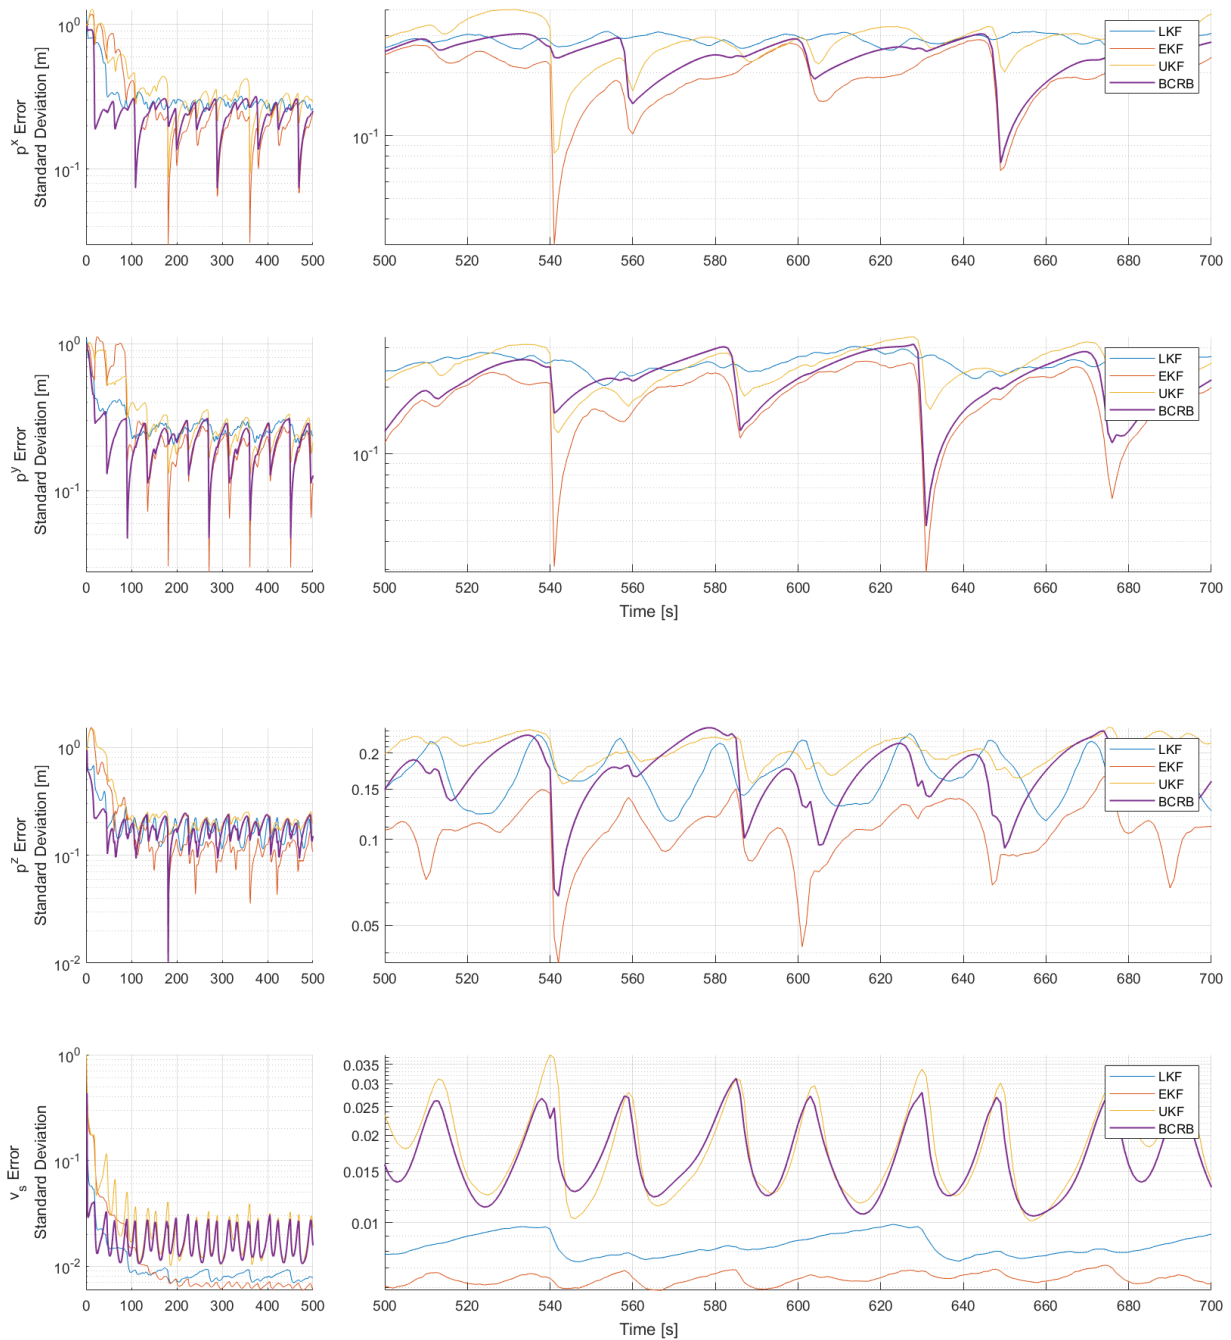 p^x Error
Standard Deviation [m]
10^0
10^-1
0 100 200 300 400 500
10^-1
500 520 540 560 580 600 620 640 660 680 700
LKF
EKF
UKF
BCRB
p^y Error
Standard Deviation [m]
10^0
10^-1
0 100 200 300 400 500
10^-1
500 520 540 560 580 600 620 640 660 680 700
LKF
EKF
UKF
BCRB
Time [s]
p^z Error
Standard Deviation [m]
10^0
10^-1
10^-2
0 100 200 300 400 500
0.2
0.15
0.1
0.05
500 520 540 560 580 600 620 640 660 680 700
LKF
EKF
UKF
BCRB
v_s Error
Standard Deviation
10^0
10^-1
10^-2
0 100 200 300 400 500
0.035
0.03
0.025
0.02
0.015
0.01
500 520 540 560 580 600 620 640 660 680 700
LKF
EKF
UKF
BCRB
Time [s]